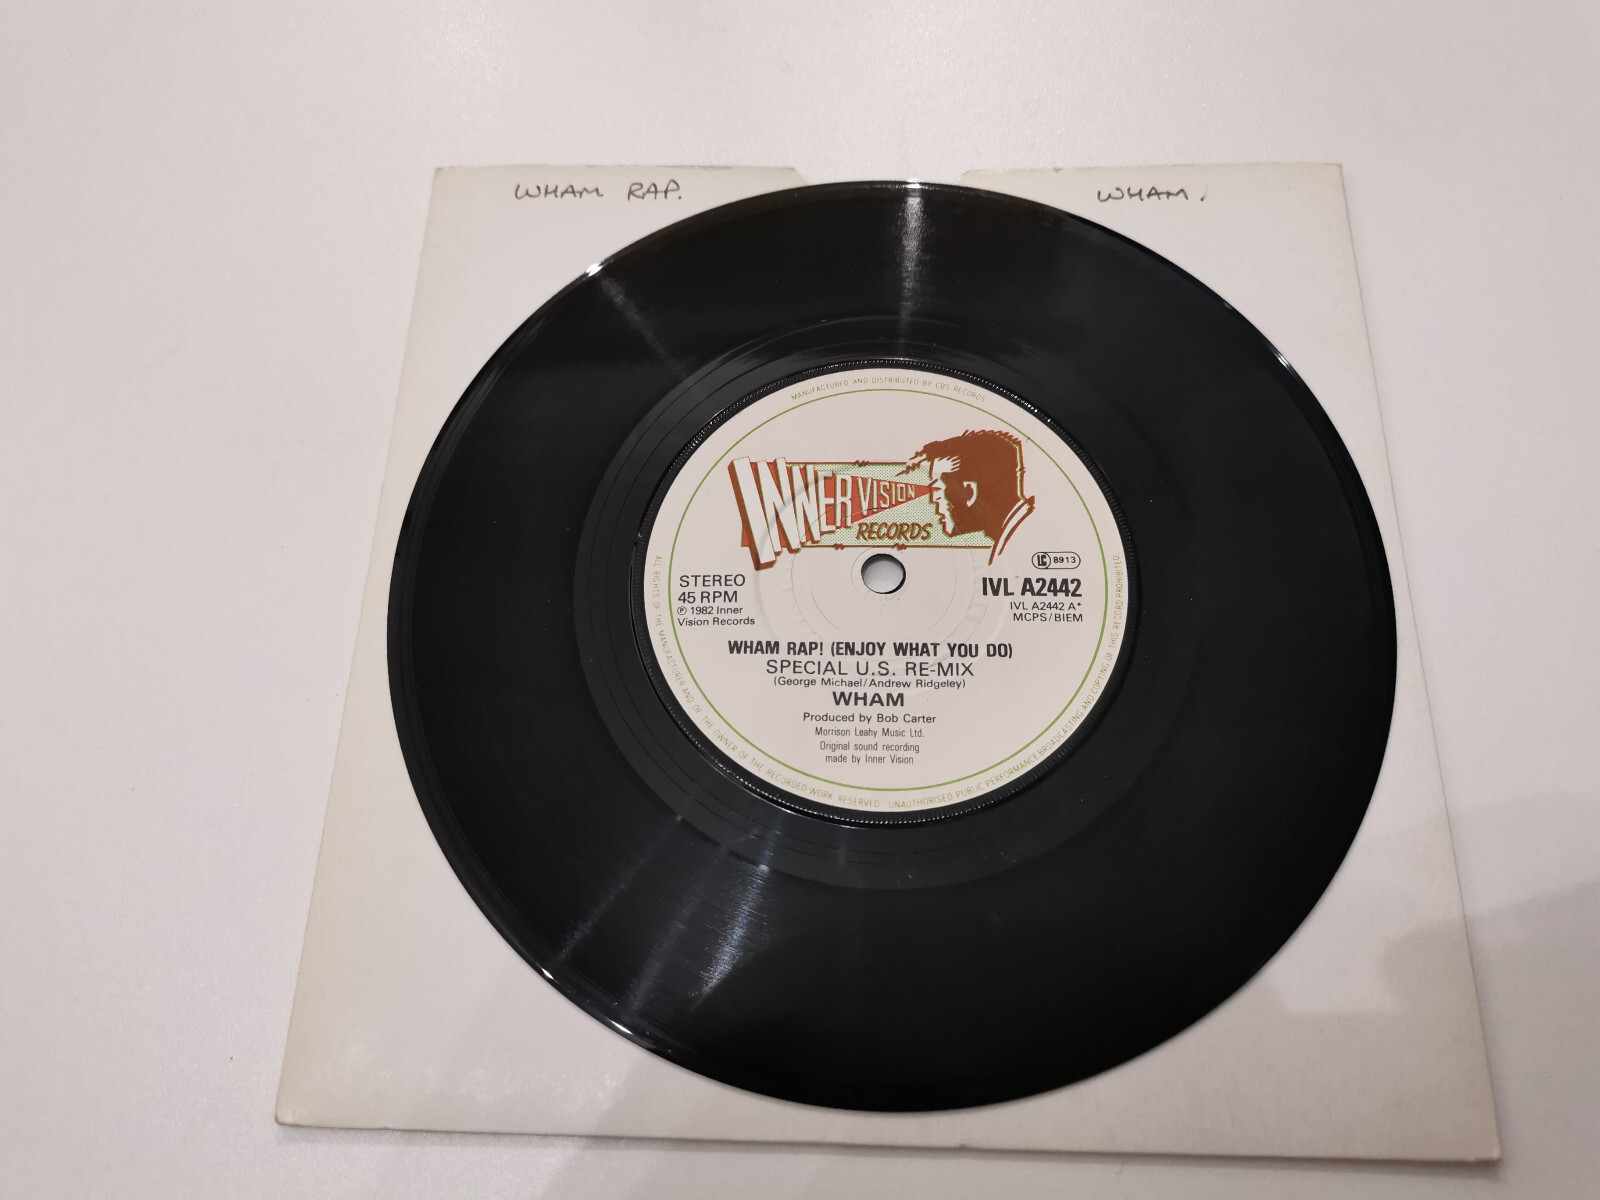 WHAM RAP.
WHAM.
MANUFACTURED AND DISTRIBUTED BY CBS RECORDS
INNERVISION
RECORDS
LC 8913
STEREO
45 RPM
℗ 1982 Inner
Vision Records
IVL A2442
IVL A2442 A*
MCPS/BIEM
WHAM RAP! (ENJOY WHAT YOU DO)
SPECIAL U.S. RE-MIX
(George Michael/Andrew Ridgeley)
WHAM
Produced by Bob Carter
Morrison Leahy Music Ltd.
Original sound recording
made by Inner Vision
ALL RIGHTS OF THE MANUFACTURER AND OF THE OWNER OF THE RECORDED WORK RESERVED. UNAUTHORISED PUBLIC PERFORMANCE BROADCASTING AND COPYING OF THIS RECORD PROHIBITED.